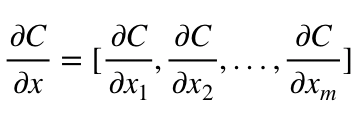 ∂C/∂x = [∂C/∂x₁, ∂C/∂x₂, . . . , ∂C/∂xₘ]